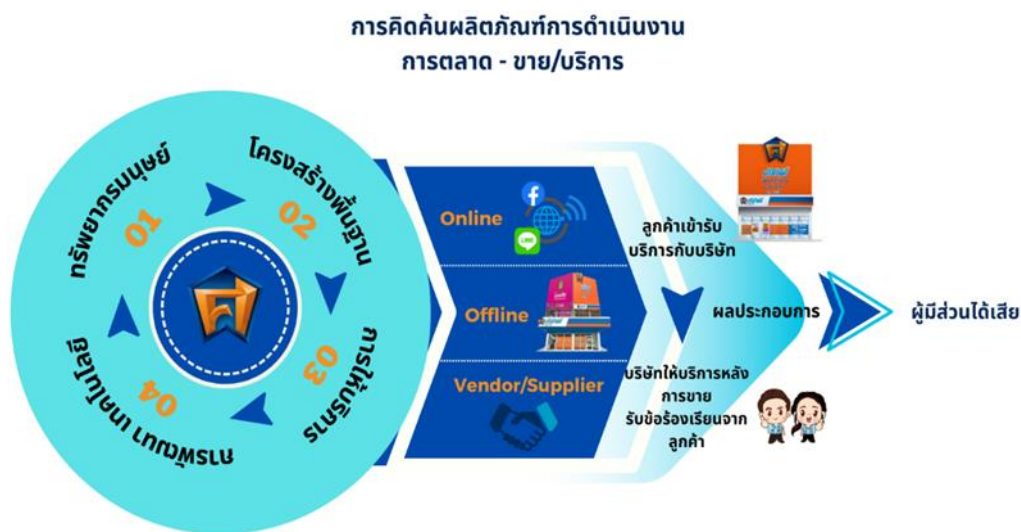 การคิดค้นผลิตภัณฑ์การดำเนินงาน
การตลาด - ขาย/บริการ
ทรัพยากรมนุษย์
01
โครงสร้างพื้นฐาน
02
การให้บริการ
03
การพัฒนา เทคโนโลยี
04
ศ
Online
LINE
Offline
Vendor/Supplier
ลูกค้าเข้ารับ
บริการกับบริษัท
ผลประกอบการ
บริษัทให้บริการหลัง
การขาย
รับข้อร้องเรียนจาก
ลูกค้า
ผู้มีส่วนได้เสีย